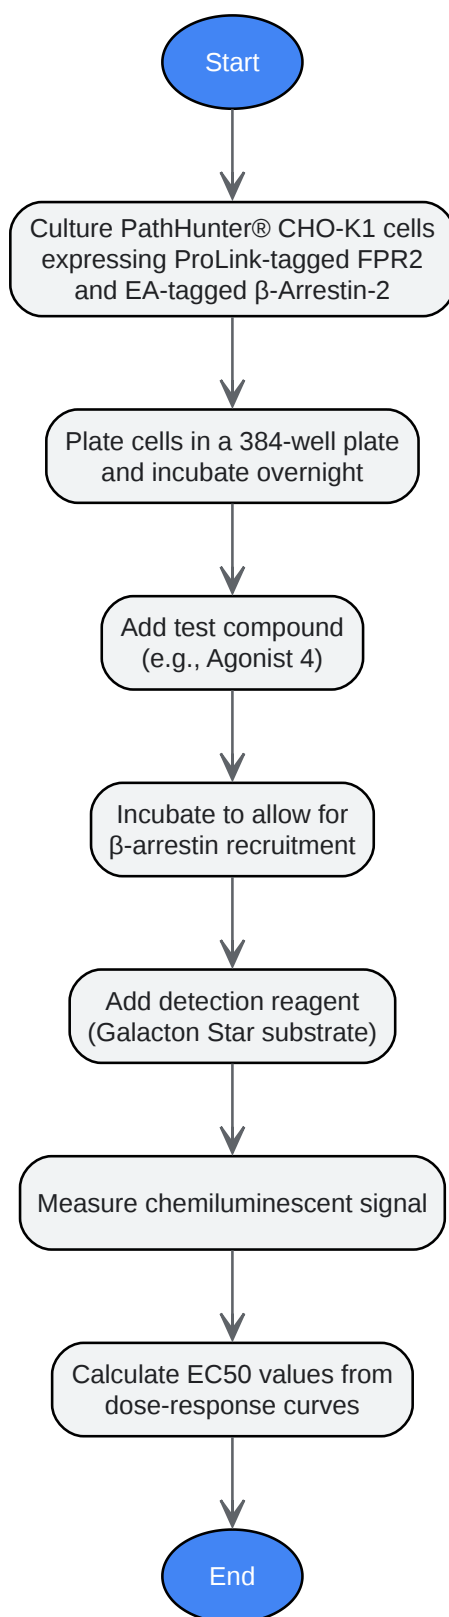 Start
Culture PathHunter® CHO-K1 cells
expressing ProLink-tagged FPR2
and EA-tagged β-Arrestin-2
Plate cells in a 384-well plate
and incubate overnight
Add test compound
(e.g., Agonist 4)
Incubate to allow for
β-arrestin recruitment
Add detection reagent
(Galacton Star substrate)
Measure chemiluminescent signal
Calculate EC50 values from
dose-response curves
End